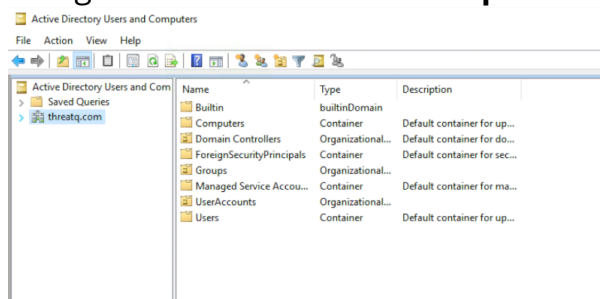 Active Directory Users and Computers
File Action View Help
Active Directory Users and Com
Saved Queries
threatq.com
Name Type Description
Builtin builtinDomain
Computers Container Default container for up...
Domain Controllers Organizational... Default container for do...
ForeignSecurityPrincipals Container Default container for sec...
Groups Organizational...
Managed Service Accou... Container Default container for ma...
UserAccounts Organizational...
Users Container Default container for up...